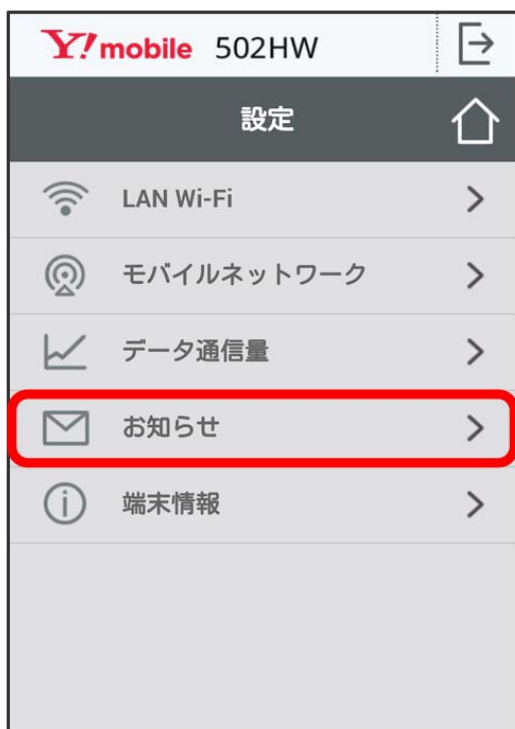 Y!mobile 502HW
設定
LAN Wi-Fi
モバイルネットワーク
データ通信量
お知らせ
端末情報